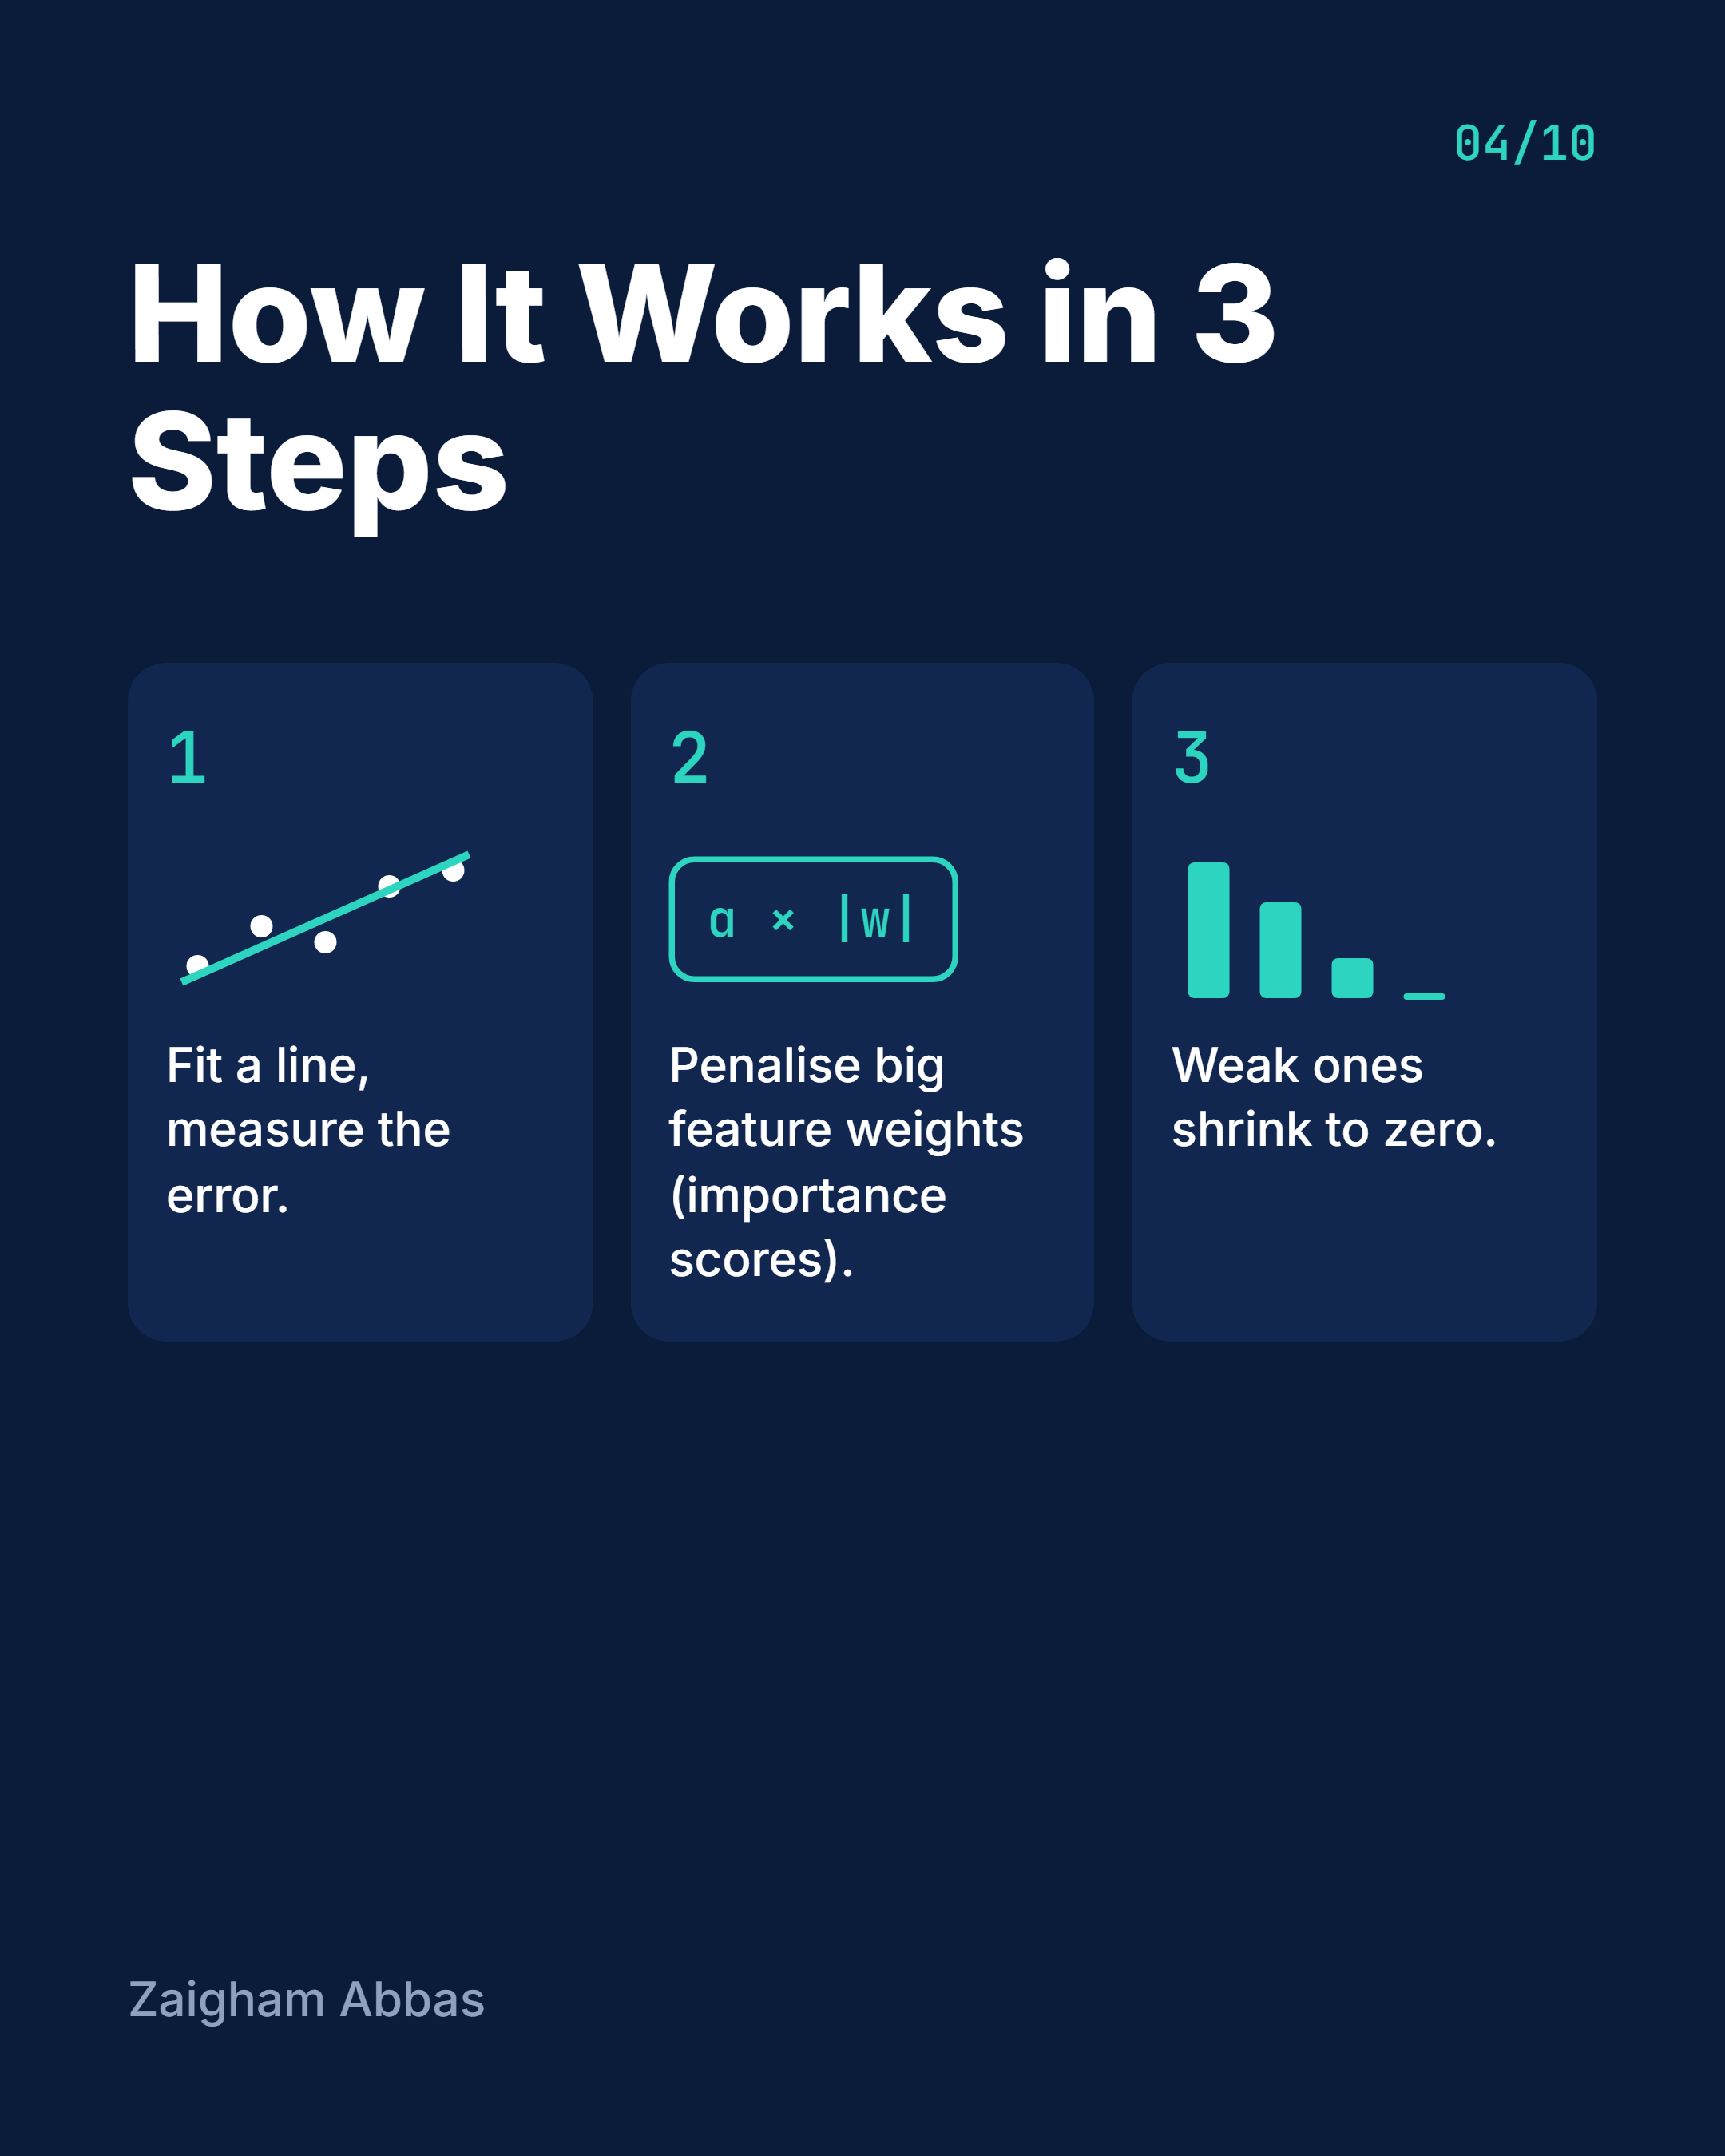 04/10
How It Works in 3
Steps
1
ɑ × |w|
Fit a line,
measure the
error.
2
Penalise big
feature weights
(importance
scores).
3
Weak ones
shrink to zero.
Zaigham Abbas